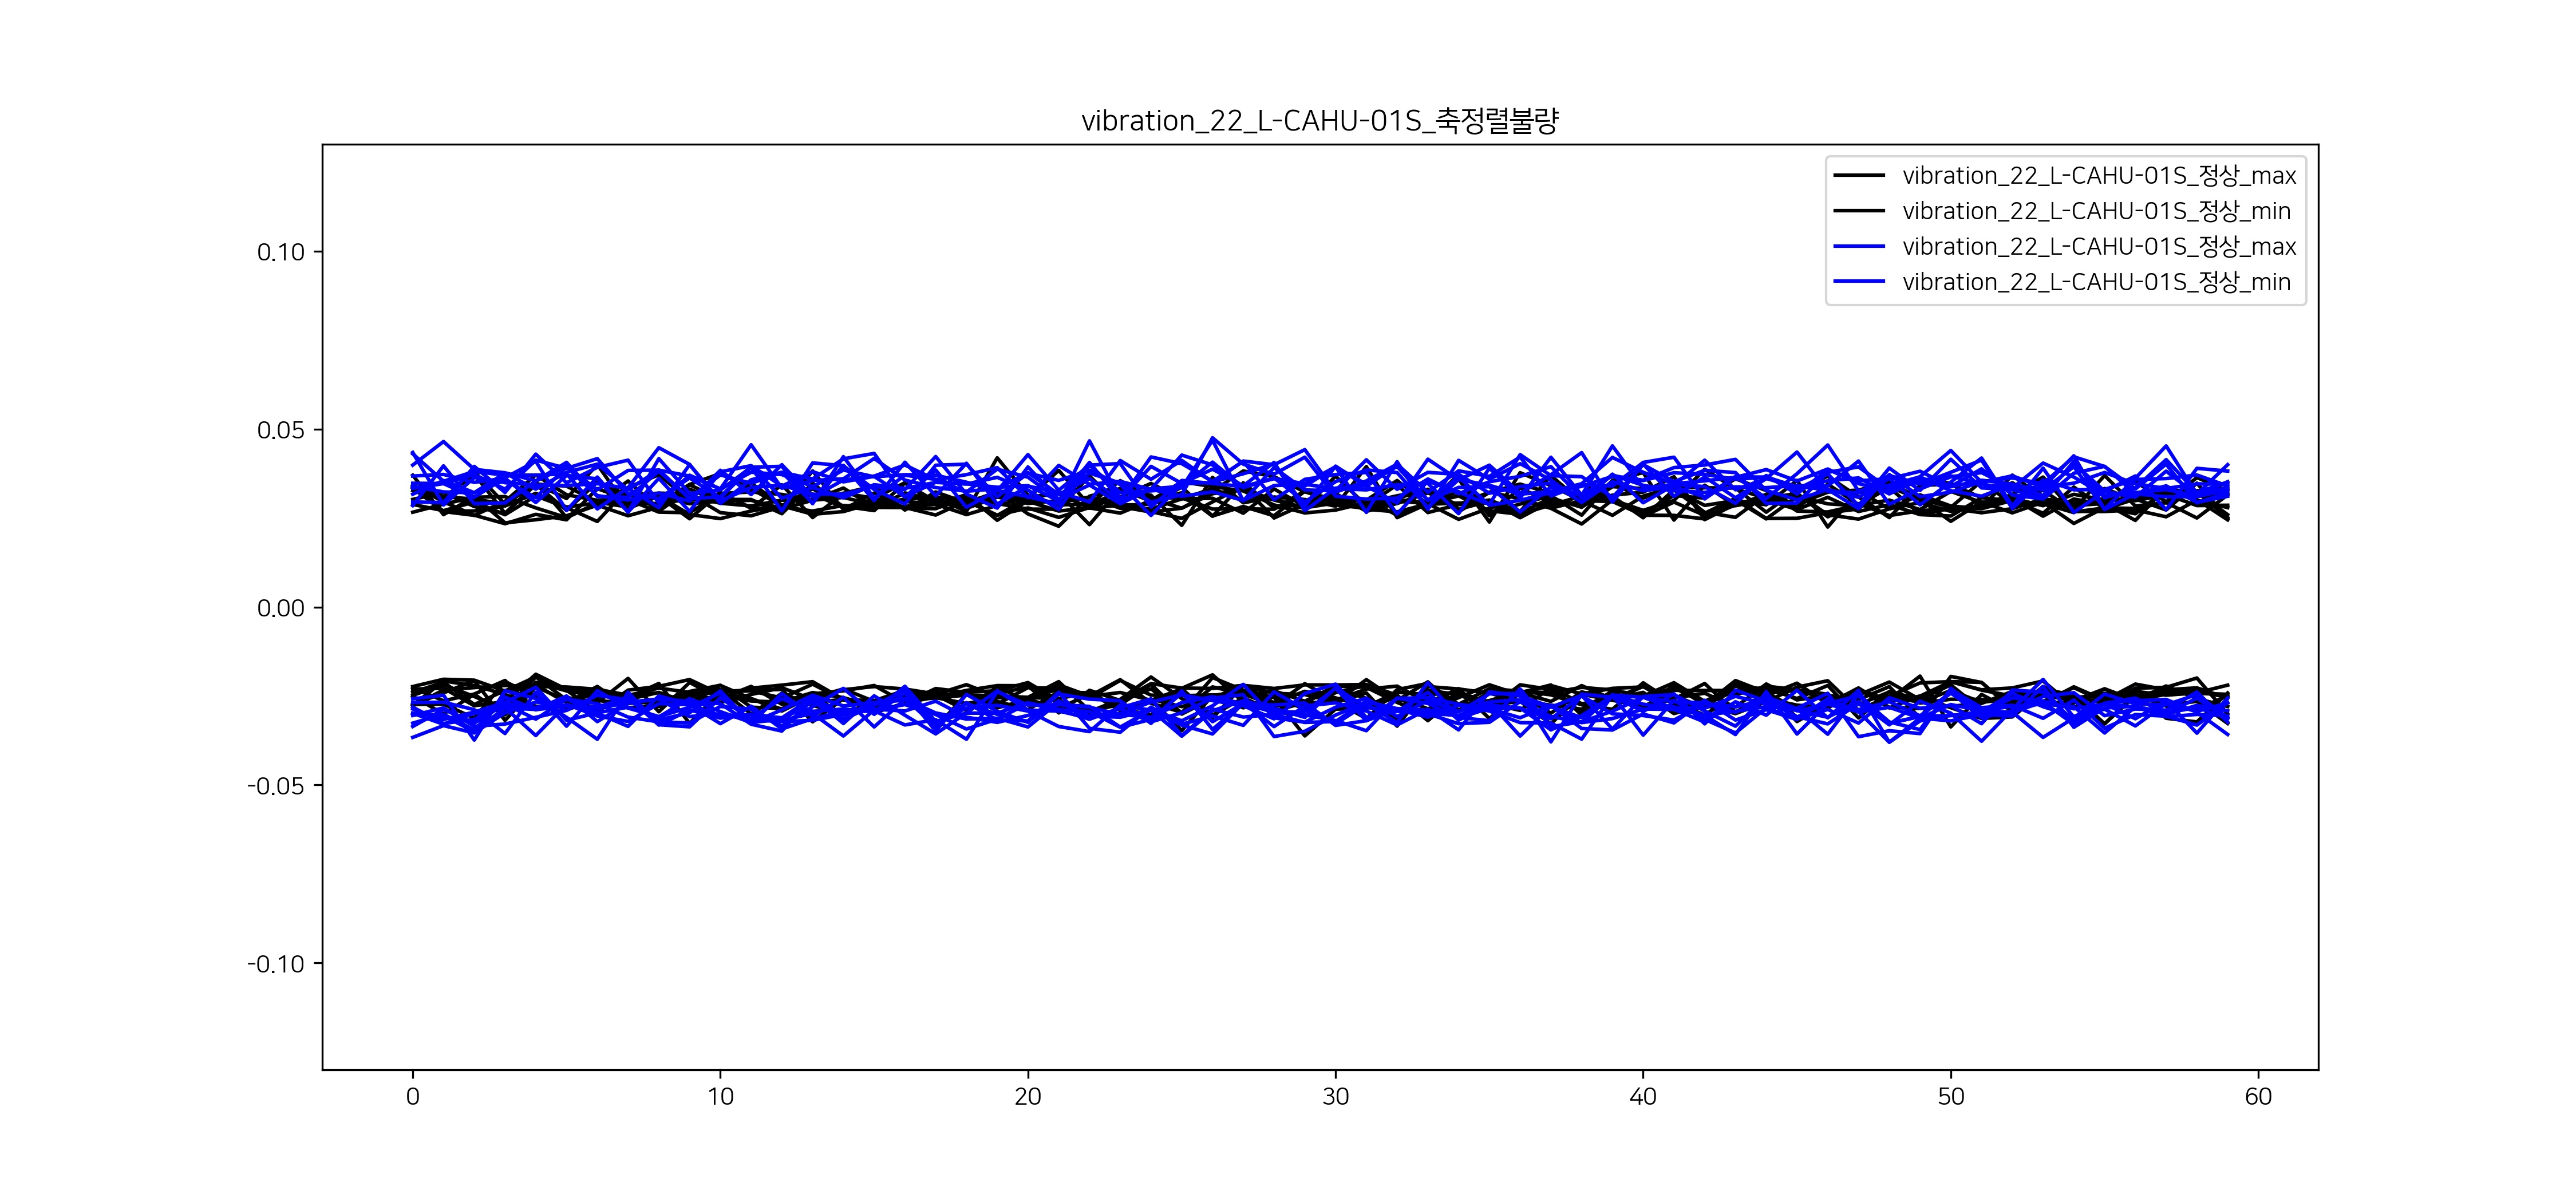 vibration_22_L-CAHU-01S_축정렬불량
vibration_22_L-CAHU-01S_정상_max
vibration_22_L-CAHU-01S_정상_min
vibration_22_L-CAHU-01S_정상_max
vibration_22_L-CAHU-01S_정상_min
0.10
0.05
0.00
-0.05
-0.10
0 10 20 30 40 50 60